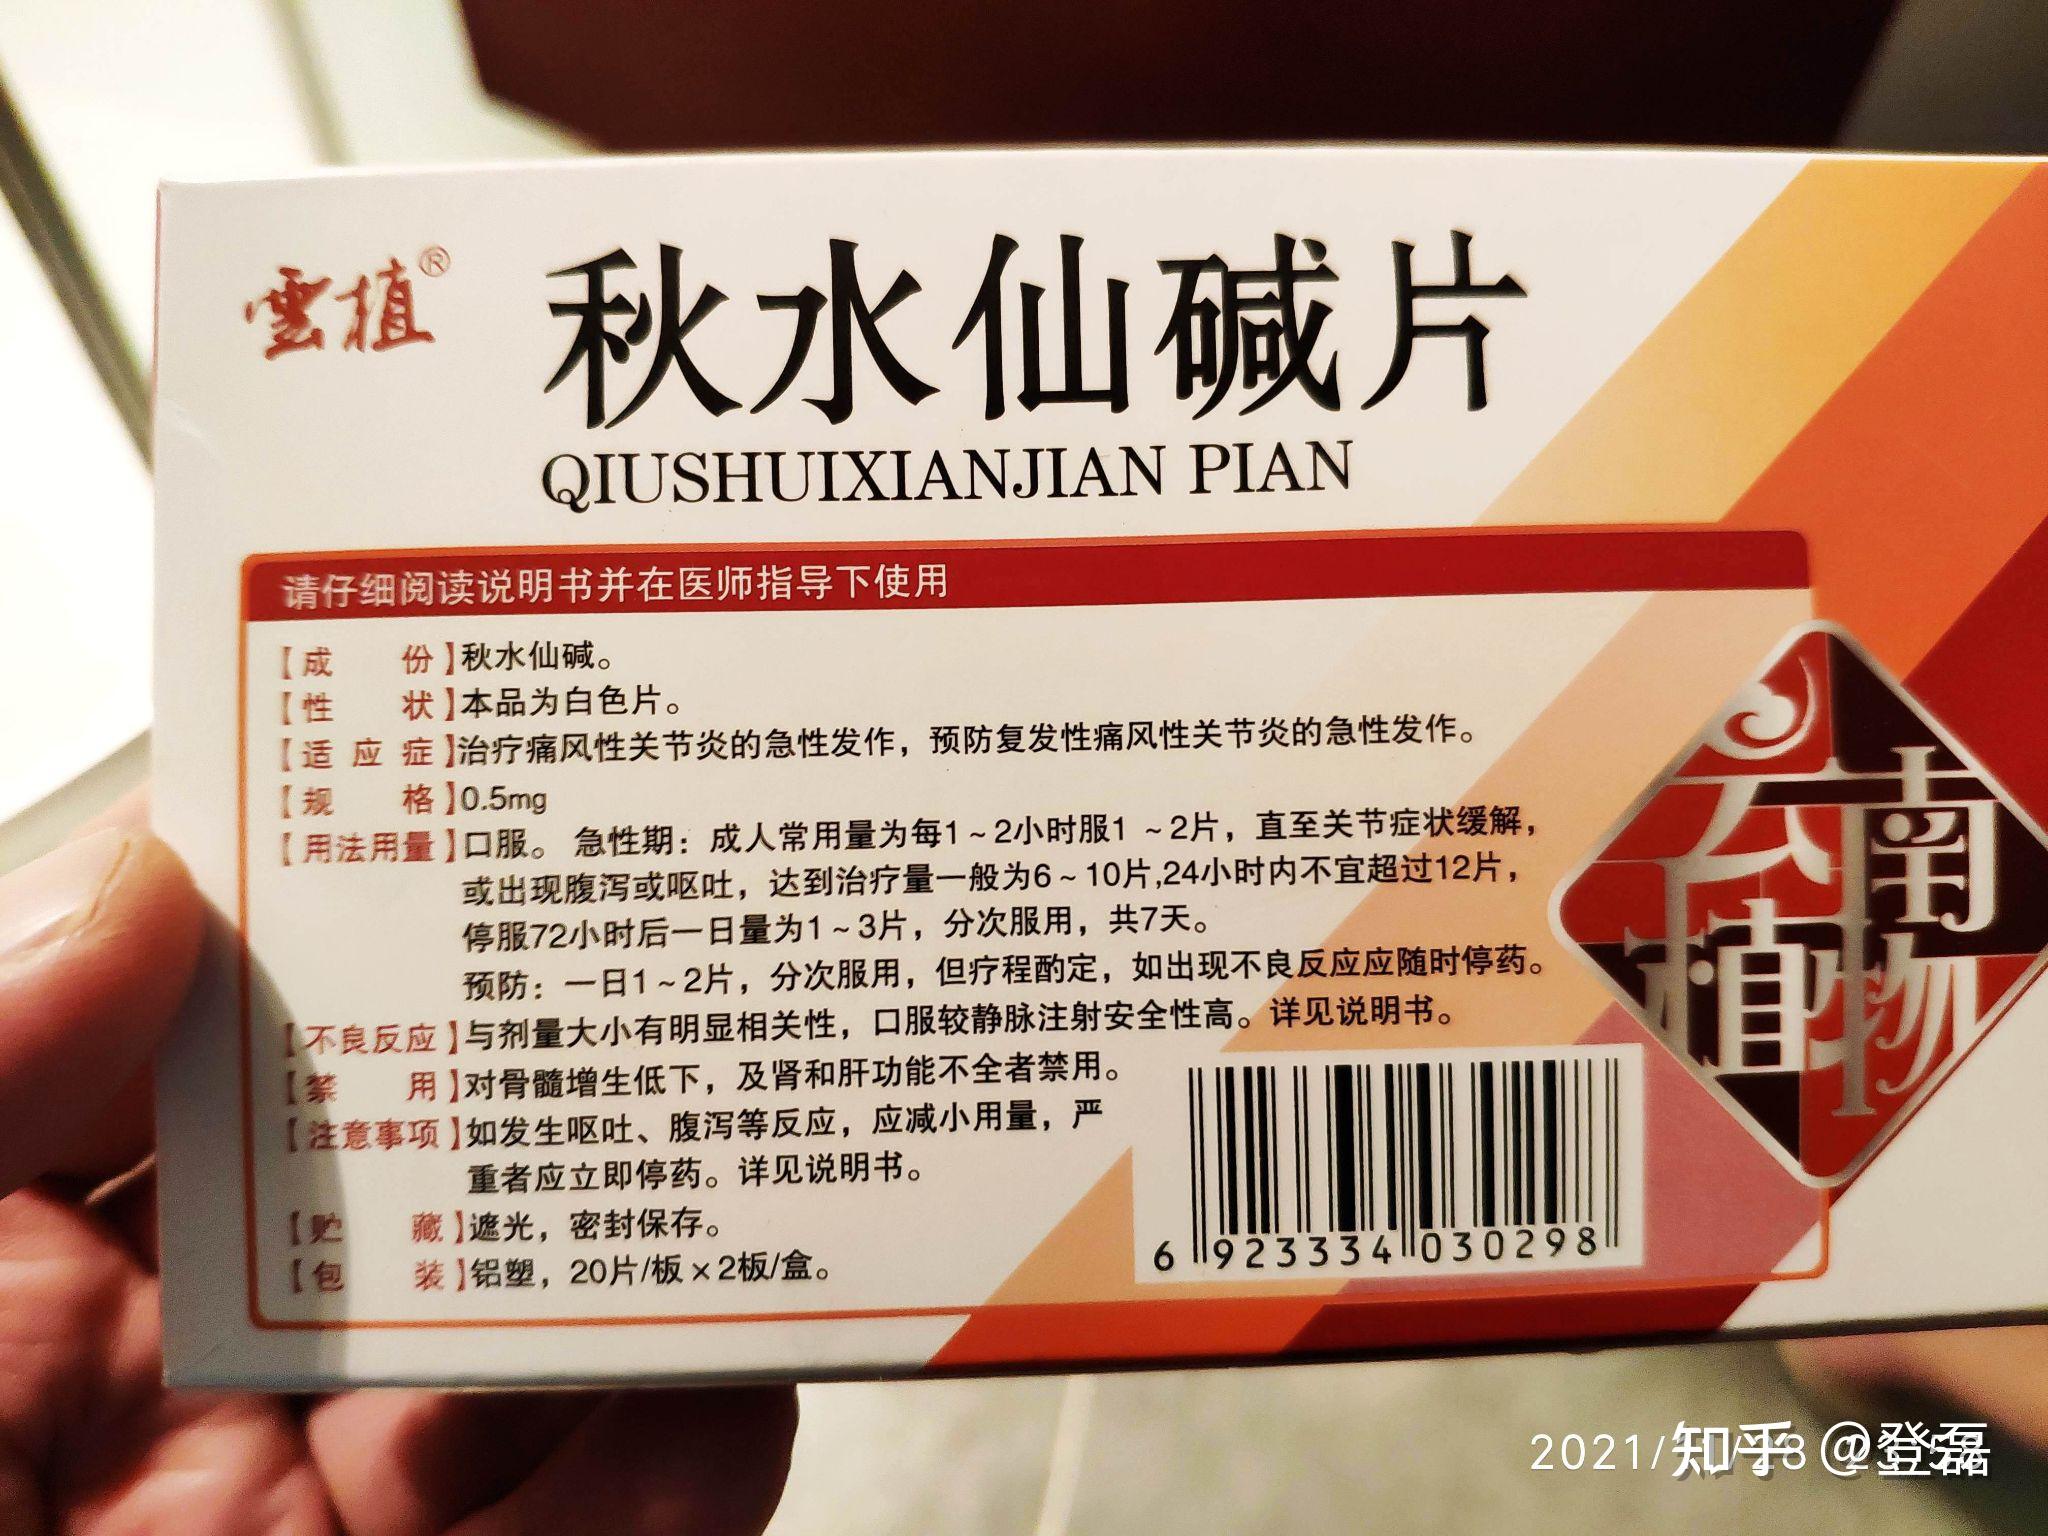 雲植®
秋水仙碱片
QIUSHUIXIANJIAN PIAN
请仔细阅读说明书并在医师指导下使用
【成份】秋水仙碱。
【性状】本品为白色片。
【适应症】治疗痛风性关节炎的急性发作，预防复发性痛风性关节炎的急性发作。
【规格】0.5mg
【用法用量】口服。 急性期：成人常用量为每1～2小时服1～2片，直至关节症状缓解，
或出现腹泻或呕吐，达到治疗量一般为6～10片,24小时内不宜超过12片，
停服72小时后一日量为1～3片，分次服用，共7天。
预防：一日1～2片，分次服用，但疗程酌定，如出现不良反应应随时停药。
【不良反应】与剂量大小有明显相关性，口服较静脉注射安全性高。详见说明书。
【禁用】对骨髓增生低下，及肾和肝功能不全者禁用。
【注意事项】如发生呕吐、腹泻等反应，应减小用量，严
重者应立即停药。详见说明书。
【贮藏】遮光，密封保存。
【包装】铝塑，20片/板×2板/盒。
6 923334 030298
云南
植物
2021/ /28
知乎 @登磊